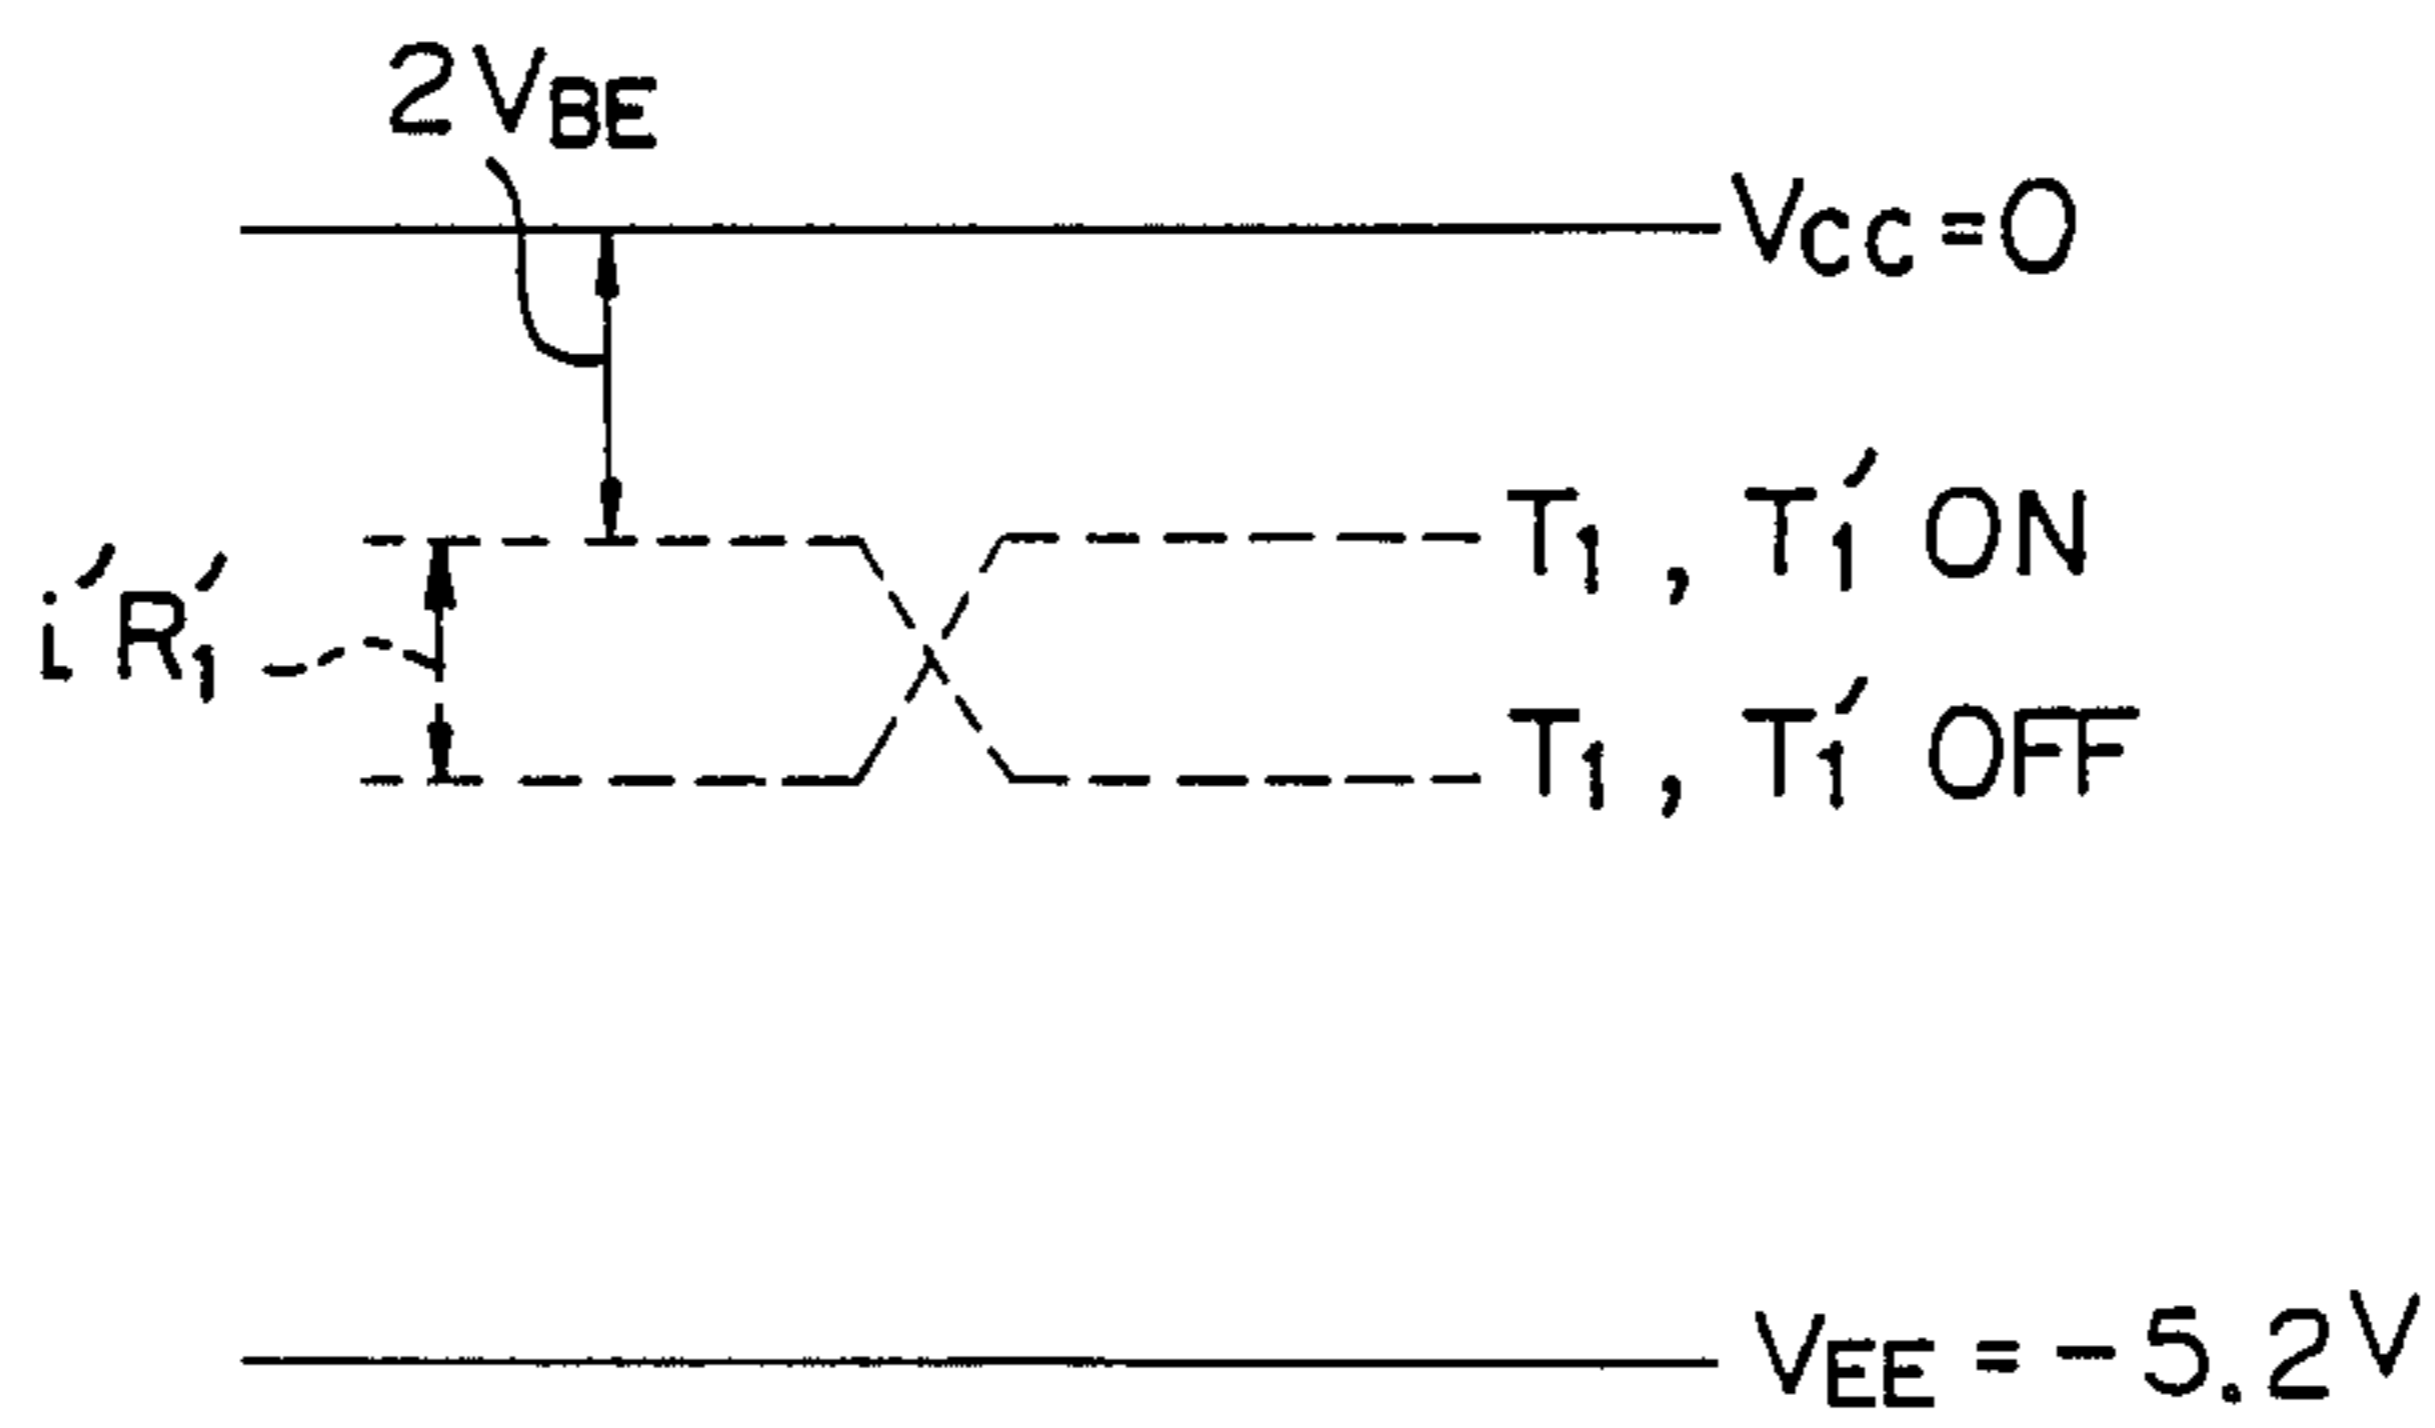 2VBE
VCC=0
T1, T1' ON
i'R1'
T1, T1' OFF
VEE=-5.2V